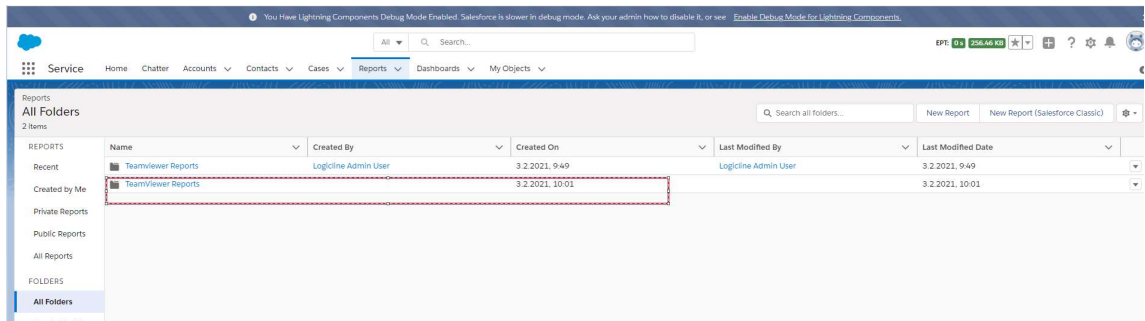 You Have Lightning Components Debug Mode Enabled. Salesforce is slower in debug mode. Ask your admin how to disable it, or see Enable Debug Mode for Lightning Components.
All Search... EPT: 0 s 256.46 KB
Service Home Chatter Accounts Contacts Cases Reports Dashboards My Objects
Reports
All Folders
2 items
Search all folders... New Report New Report (Salesforce Classic)
REPORTS
Recent
Created by Me
Private Reports
Public Reports
All Reports
FOLDERS
All Folders
Name Created By Created On Last Modified By Last Modified Date
Teamviewer Reports Logicline Admin User 3.2.2021, 9:49 Logicline Admin User 3.2.2021, 9:49
TeamViewer Reports 3.2.2021, 10:01 3.2.2021, 10:01